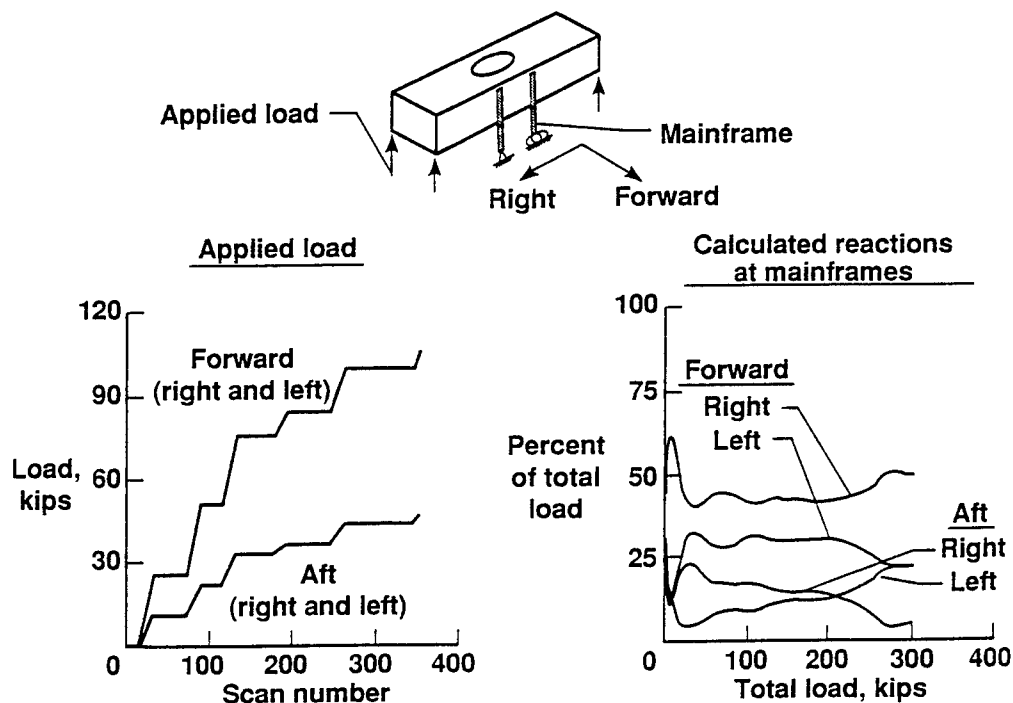 Applied load
Mainframe
Right
Forward
Applied load
120
90
60
30
0
Load,
kips
Forward
(right and left)
Aft
(right and left)
100
200
300
400
Scan number
Calculated reactions
at mainframes
100
75
50
25
0
Percent
of total
load
Forward
Right
Left
Aft
Right
Left
100
200
300
400
Total load, kips